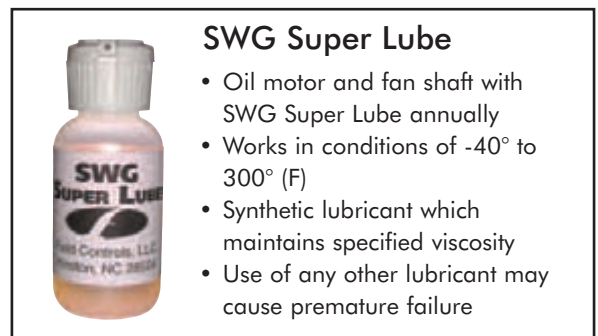 SWG Super Lube
• Oil motor and fan shaft with
SWG Super Lube annually
• Works in conditions of -40° to
300° (F)
• Synthetic lubricant which
maintains specified viscosity
• Use of any other lubricant may
cause premature failure
SWG
SUPER LUBE
Controls, LLC
NC